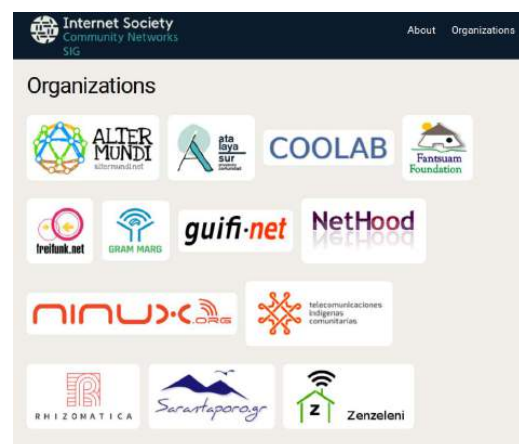 Internet Society
Community Networks
SIG
About
Organizations
Organizations
ALTER
MUNDI
altermundi.net
ata
laya
sur
COOLAB
Fantsuam
Foundation
freifunk.net
GRAM MARG
guifi·net
NetHood
ninux.ORG
telecomunicaciones
indígenas
comunitarias
RHIZOMATICA
Sarantaporo.gr
Z
Zenzeleni